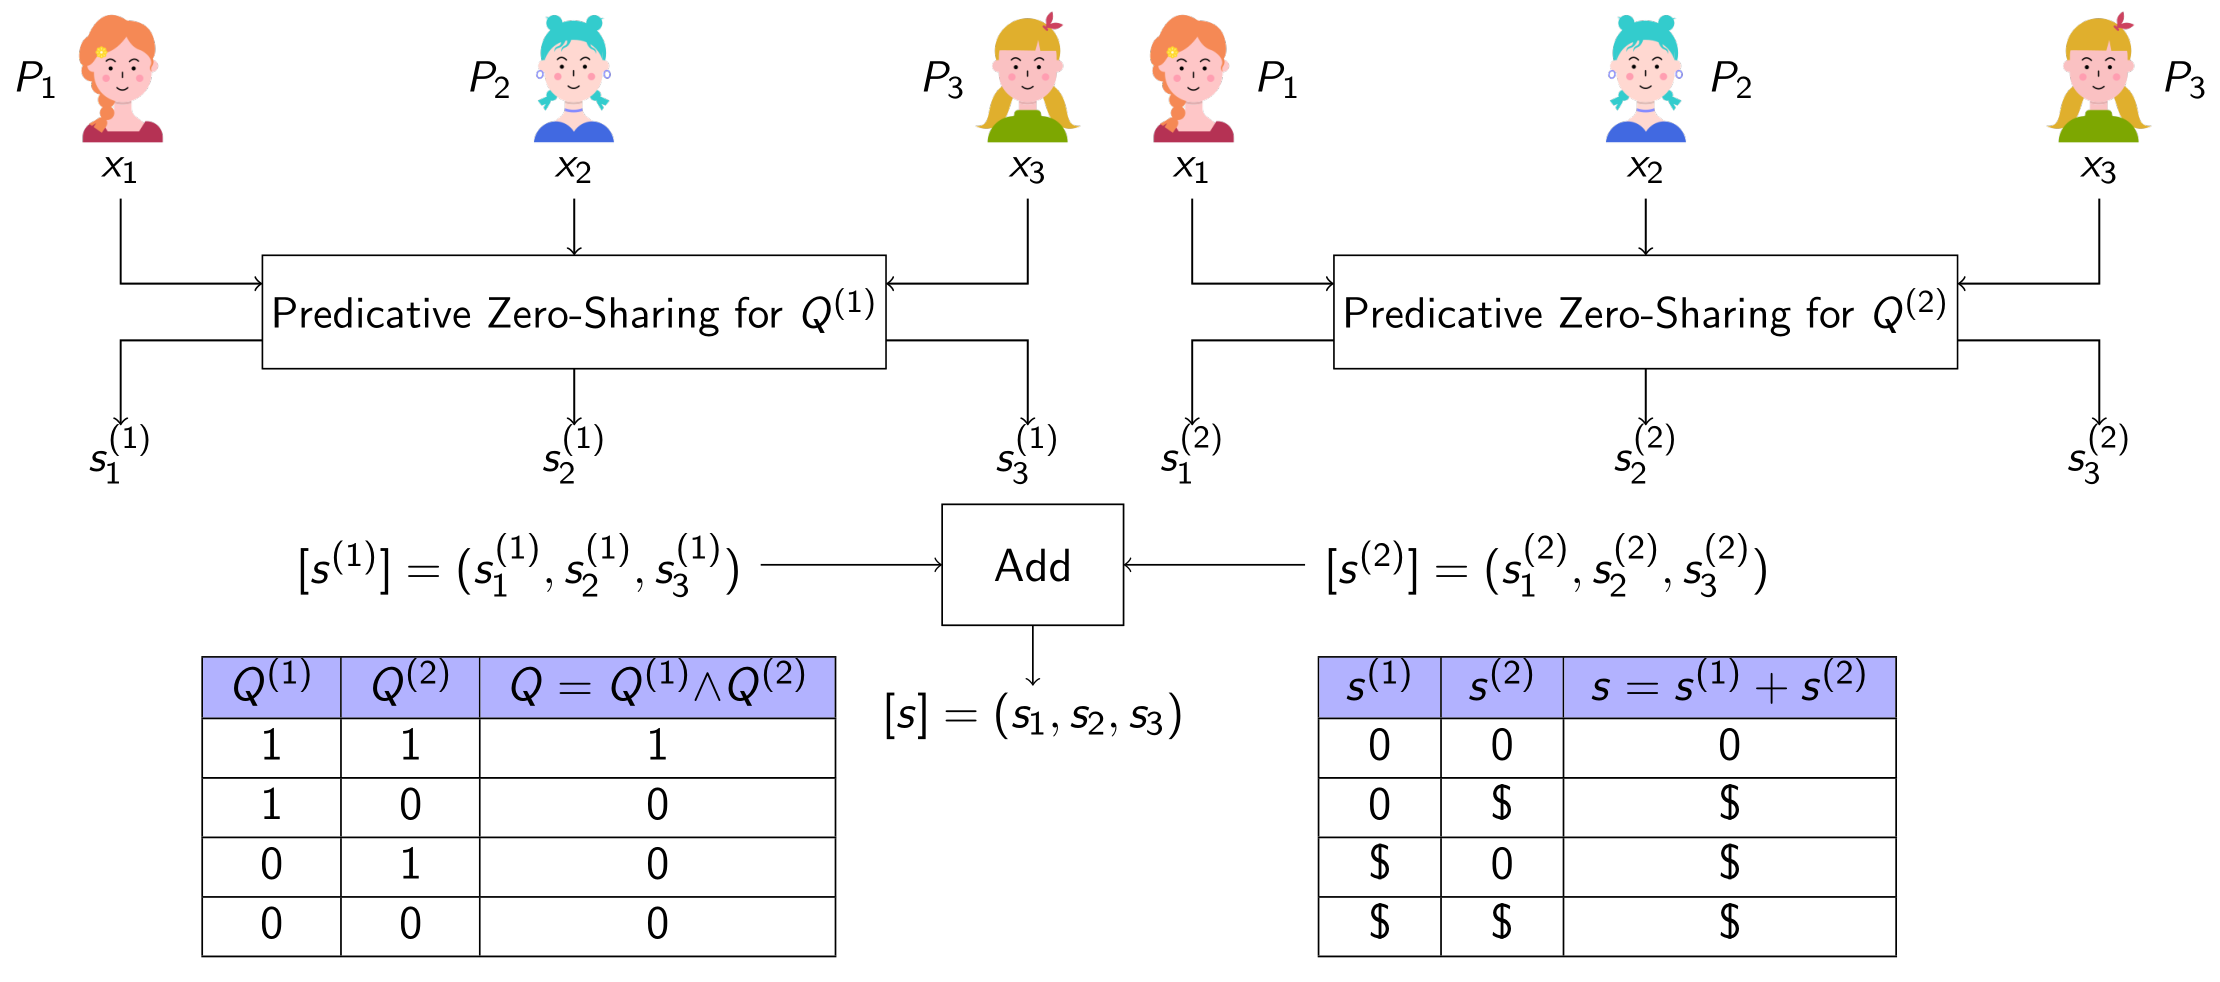 P₁ P₂ P₃ P₁ P₂ P₃
x₁ x₂ x₃ x₁ x₂ x₃
Predicative Zero-Sharing for Q⁽¹⁾ Predicative Zero-Sharing for Q⁽²⁾
s₁⁽¹⁾ s₂⁽¹⁾ s₃⁽¹⁾ s₁⁽²⁾ s₂⁽²⁾ s₃⁽²⁾
[s⁽¹⁾] = (s₁⁽¹⁾, s₂⁽¹⁾, s₃⁽¹⁾) Add [s⁽²⁾] = (s₁⁽²⁾, s₂⁽²⁾, s₃⁽²⁾)
[s] = (s₁, s₂, s₃)
Q⁽¹⁾ Q⁽²⁾ Q = Q⁽¹⁾∧Q⁽²⁾
1 1 1
1 0 0
0 1 0
0 0 0
s⁽¹⁾ s⁽²⁾ s = s⁽¹⁾ + s⁽²⁾
0 0 0
0 $ $
$ 0 $
$ $ $